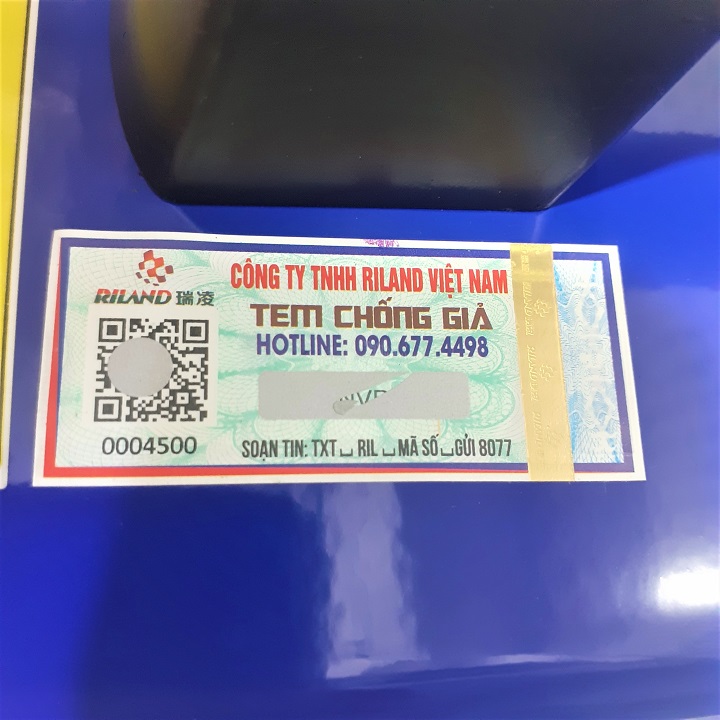 RILAND 瑞凌
CÔNG TY TNHH RILAND VIỆT NAM
TEM CHỐNG GIẢ
HOTLINE: 090.677.4498
0004500
SOẠN TIN: TXT␣ RIL ␣MÃ SỐ␣GỬI 8077